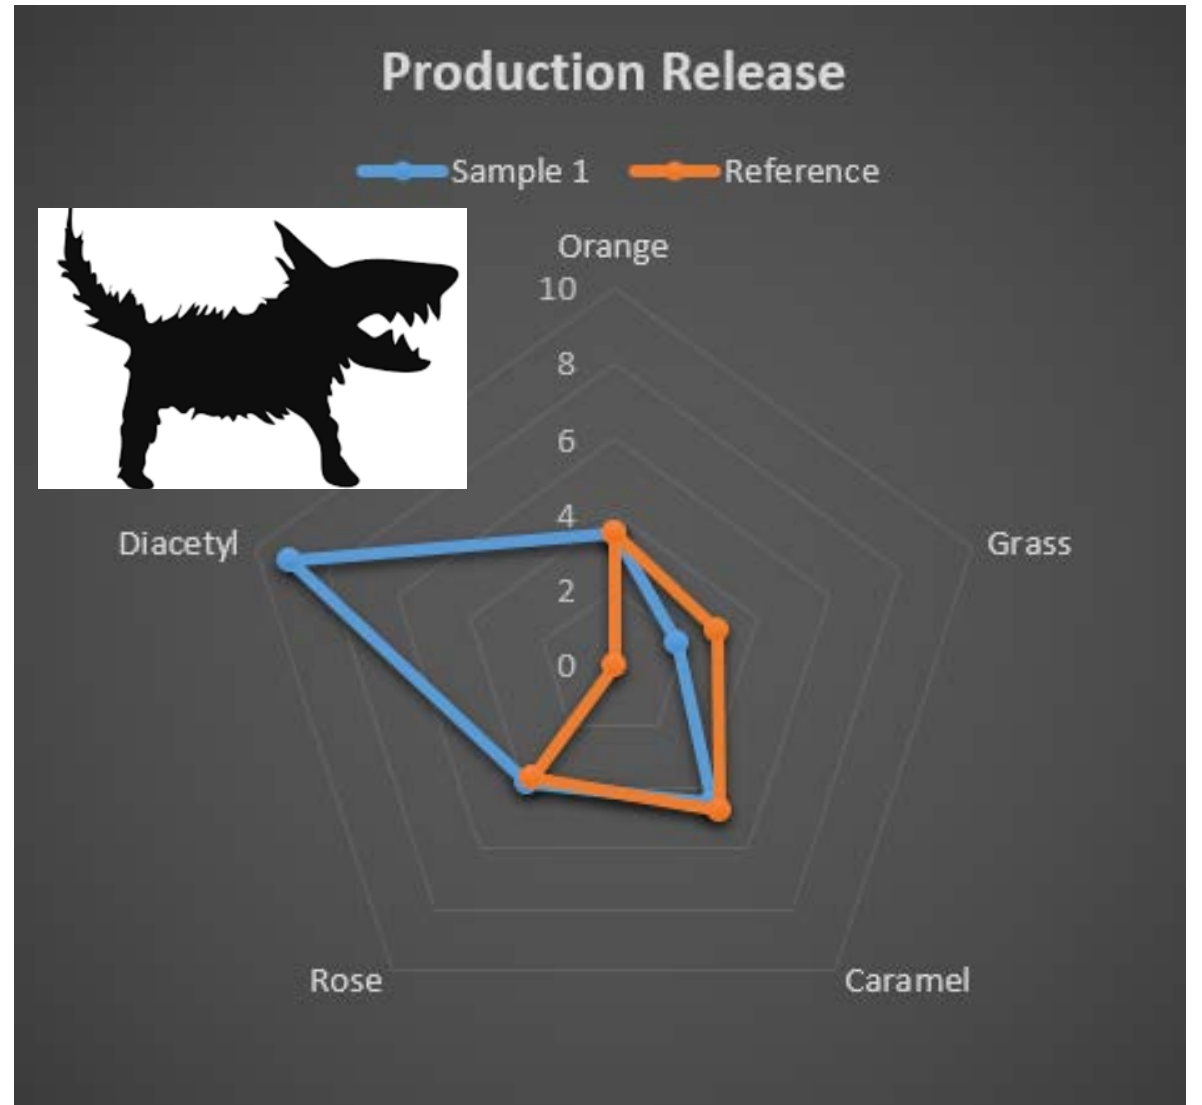 Production Release
Sample 1 Reference
Orange
10
8
6
4
Diacetyl Grass
2
0
Rose Caramel